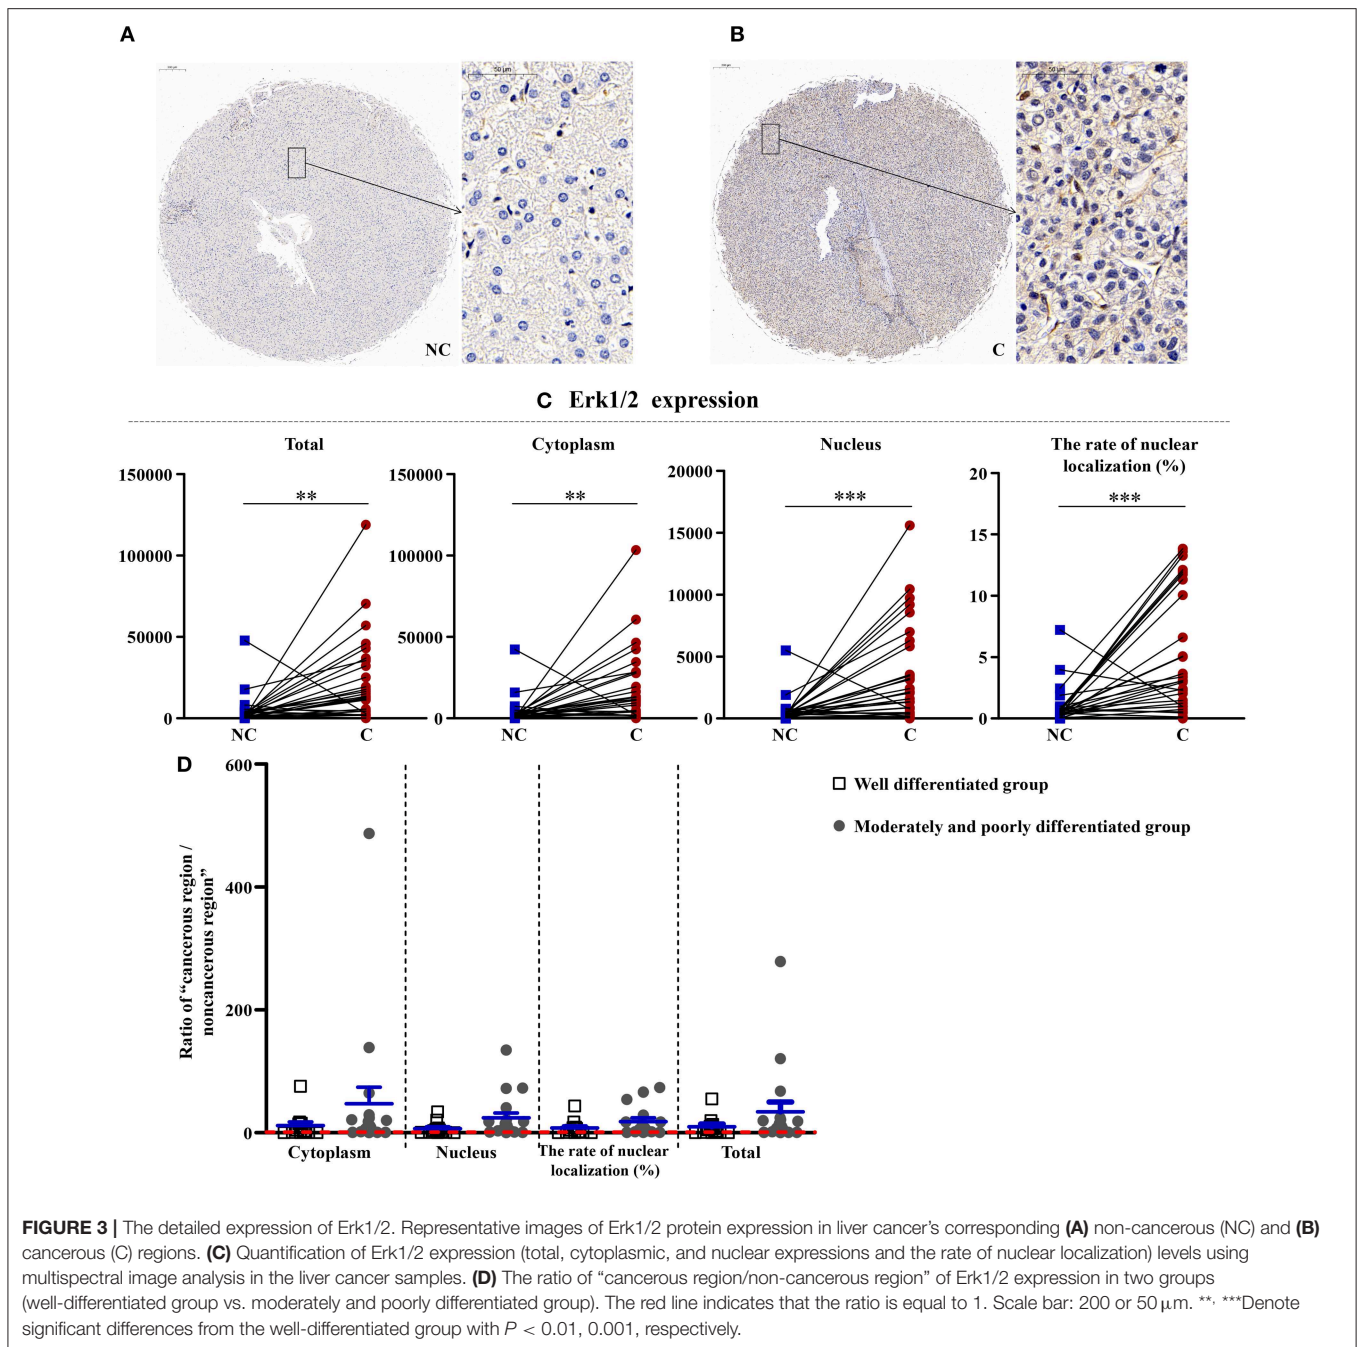 A
B
50 μm
50 μm
NC
C
C Erk1/2 expression
Total
Cytoplasm
Nucleus
The rate of nuclear
localization (%)
150000
100000
50000
0
NC
C
150000
100000
50000
0
NC
C
20000
15000
10000
5000
0
NC
C
20
15
10
5
0
NC
C
**
**
***
***
D
Ratio of “cancerous region /
noncancerous region”
600
400
200
0
Cytoplasm
Nucleus
The rate of nuclear
localization (%)
Total
Well differentiated group
Moderately and poorly differentiated group
FIGURE 3 | The detailed expression of Erk1/2. Representative images of Erk1/2 protein expression in liver cancer’s corresponding (A) non-cancerous (NC) and (B)
cancerous (C) regions. (C) Quantification of Erk1/2 expression (total, cytoplasmic, and nuclear expressions and the rate of nuclear localization) levels using
multispectral image analysis in the liver cancer samples. (D) The ratio of “cancerous region/non-cancerous region” of Erk1/2 expression in two groups
(well-differentiated group vs. moderately and poorly differentiated group). The red line indicates that the ratio is equal to 1. Scale bar: 200 or 50 μm. **, ***Denote
significant differences from the well-differentiated group with P < 0.01, 0.001, respectively.